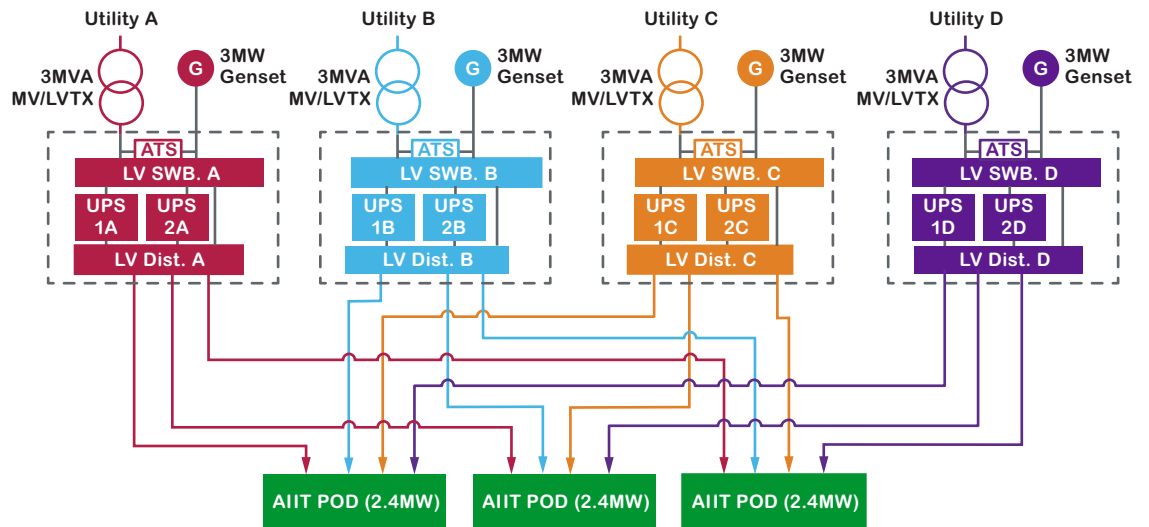 Utility A
Utility B
Utility C
Utility D
3MVA
MV/LVTX
G
3MW
Genset
3MVA
MV/LVTX
G
3MW
Genset
3MVA
MV/LVTX
G
3MW
Genset
3MVA
MV/LVTX
G
3MW
Genset
ATS
ATS
ATS
ATS
LV SWB. A
LV SWB. B
LV SWB. C
LV SWB. D
UPS
1A
UPS
2A
UPS
1B
UPS
2B
UPS
1C
UPS
2C
UPS
1D
UPS
2D
LV Dist. A
LV Dist. B
LV Dist. C
LV Dist. D
AIIT POD (2.4MW)
AIIT POD (2.4MW)
AIIT POD (2.4MW)